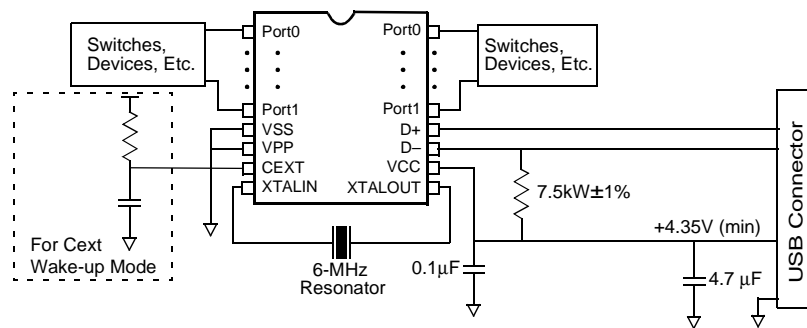 Switches,
Devices, Etc.
Port0
Port0
Switches,
Devices, Etc.
Port1
Port1
VSS
D+
VPP
D–
CEXT
VCC
XTALIN
XTALOUT
7.5kW±1%
For Cext
Wake-up Mode
6-MHz
Resonator
0.1µF
+4.35V (min)
4.7 µF
USB Connector